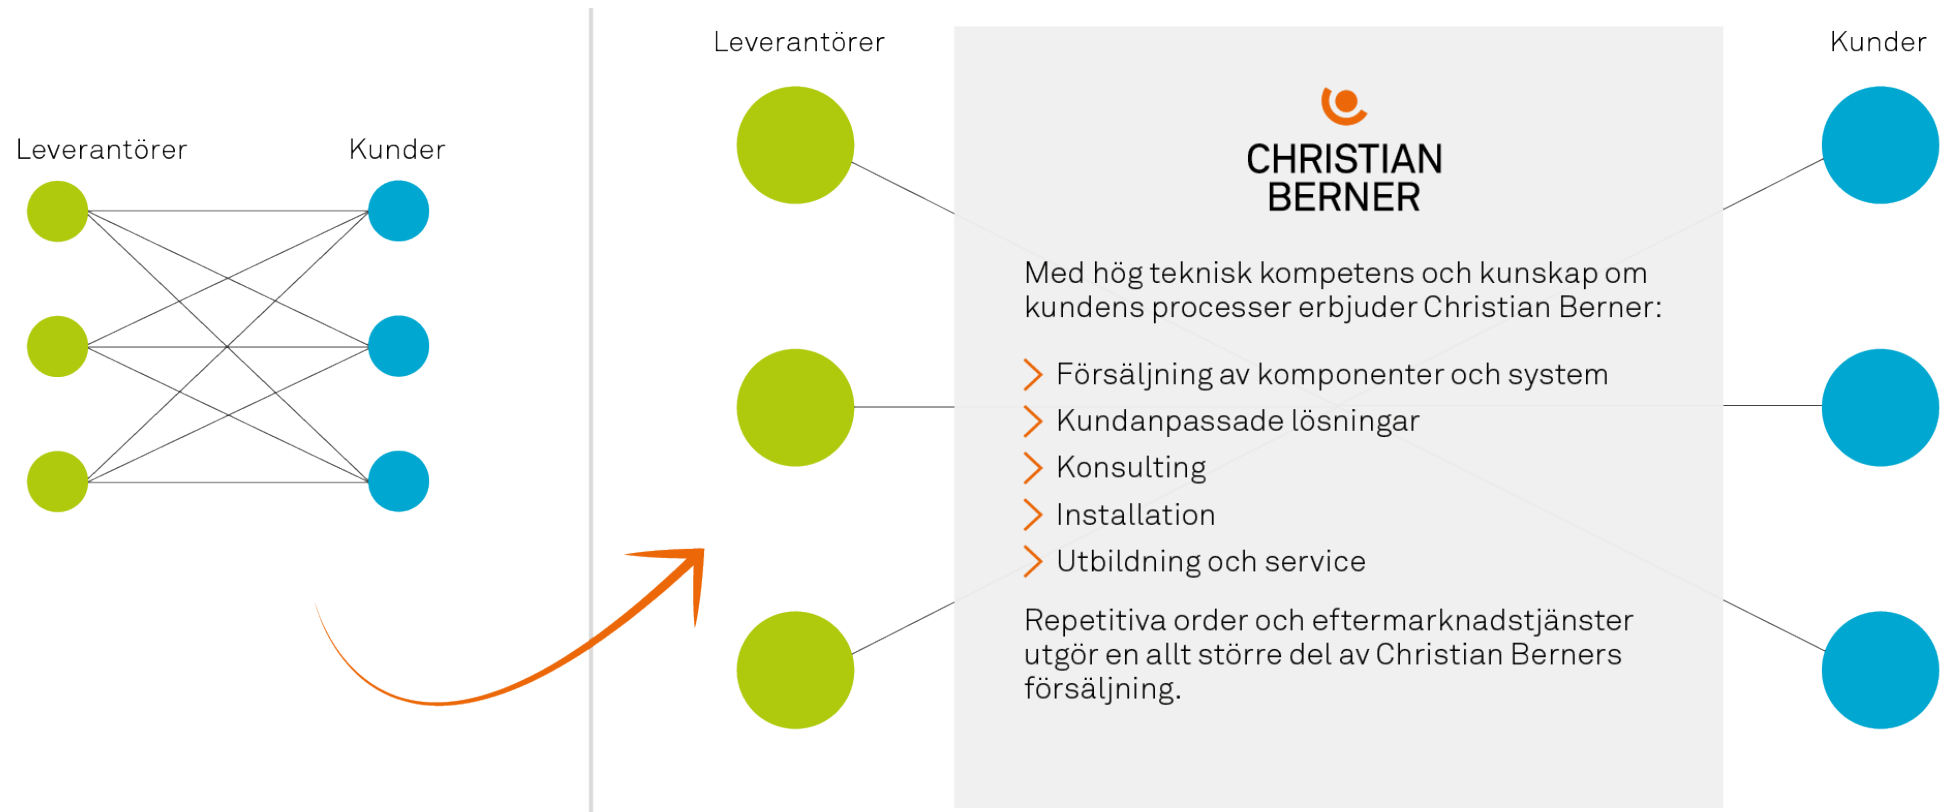 Leverantörer
Kunder
Leverantörer
Kunder
CHRISTIAN
BERNER
Med hög teknisk kompetens och kunskap om
kundens processer erbjuder Christian Berner:
Försäljning av komponenter och system
Kundanpassade lösningar
Konsulting
Installation
Utbildning och service
Repetitiva order och eftermarknadstjänster
utgör en allt större del av Christian Berners
försäljning.